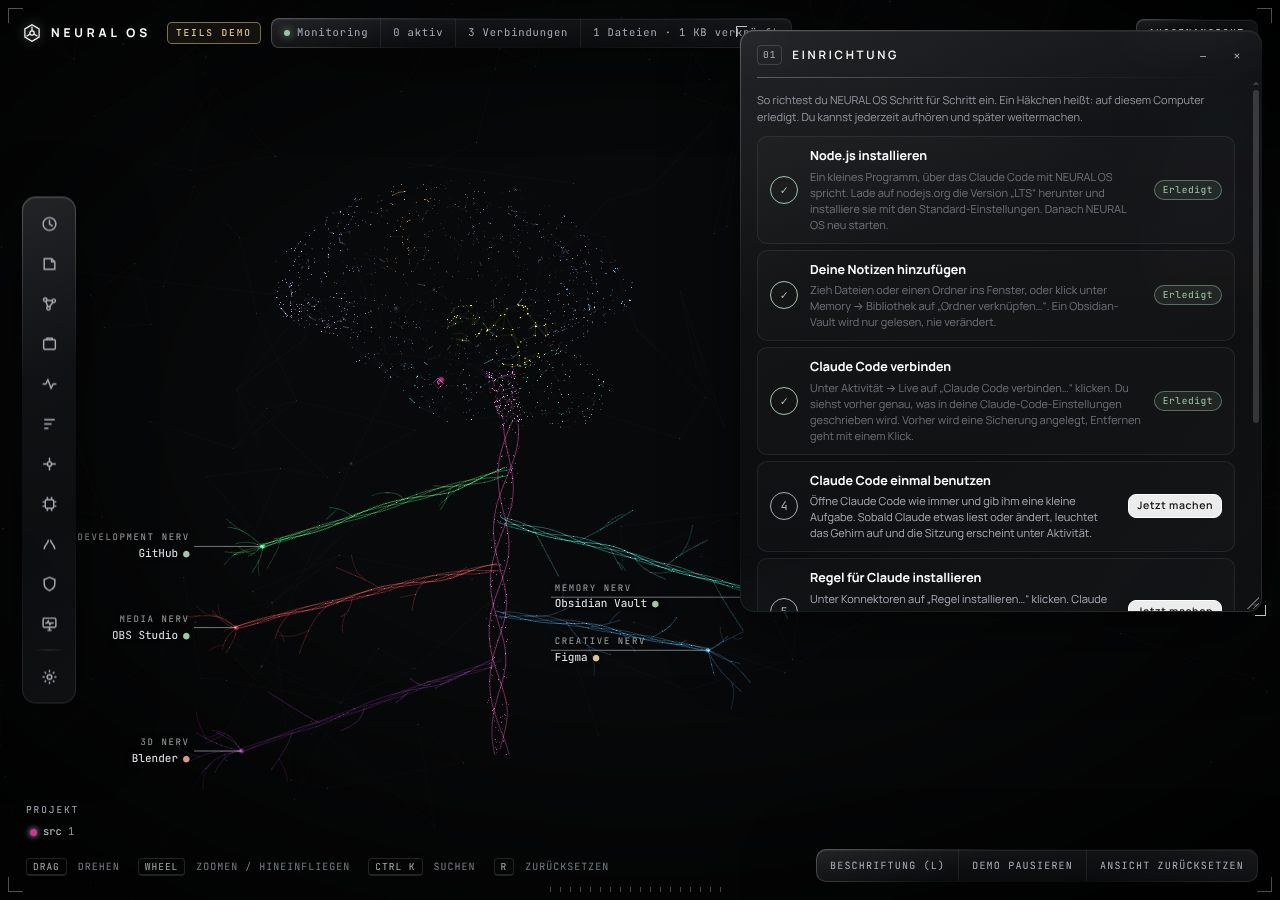 NEURAL OS
TEILS DEMO
Monitoring
0 aktiv
3 Verbindungen
1 Dateien · 1 KB
01
EINRICHTUNG
–
×
So richtest du NEURAL OS Schritt für Schritt ein. Ein Häkchen heißt: auf diesem Computer
erledigt. Du kannst jederzeit aufhören und später weitermachen.
Node.js installieren
Ein kleines Programm, über das Claude Code mit NEURAL OS
spricht. Lade auf nodejs.org die Version „LTS“ herunter und
installiere sie mit den Standard-Einstellungen. Danach NEURAL
OS neu starten.
✓
Erledigt
Deine Notizen hinzufügen
Zieh Dateien oder einen Ordner ins Fenster, oder klick unter
Memory → Bibliothek auf „Ordner verknüpfen…“. Ein Obsidian-
Vault wird nur gelesen, nie verändert.
✓
Erledigt
Claude Code verbinden
Unter Aktivität → Live auf „Claude Code verbinden…“ klicken. Du
siehst vorher genau, was in deine Claude-Code-Einstellungen
geschrieben wird. Vorher wird eine Sicherung angelegt, Entfernen
geht mit einem Klick.
✓
Erledigt
Claude Code einmal benutzen
Öffne Claude Code wie immer und gib ihm eine kleine
Aufgabe. Sobald Claude etwas liest oder ändert, leuchtet
das Gehirn auf und die Sitzung erscheint unter Aktivität.
4
Jetzt machen
Regel für Claude installieren
Unter Konnektoren auf „Regel installieren…“ klicken. Claude
5
Jetzt machen
DEVELOPMENT NERV
GitHub
MEDIA NERV
OBS Studio
MEMORY NERV
Obsidian Vault
CREATIVE NERV
Figma
3D NERV
Blender
PROJEKT
src 1
DRAG DREHEN WHEEL ZOOMEN / HINEINFLIEGEN CTRL K SUCHEN R ZURÜCKSETZEN
BESCHRIFTUNG (L)
DEMO PAUSIEREN
ANSICHT ZURÜCKSETZEN